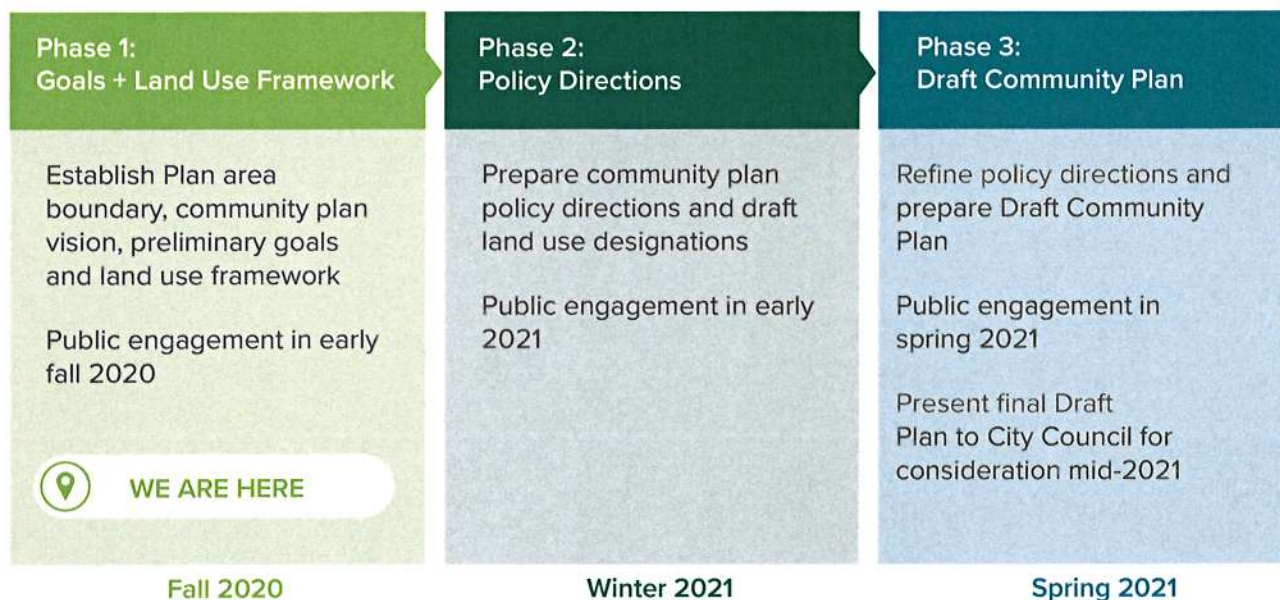 Phase 1:
Goals + Land Use Framework
Establish Plan area
boundary, community plan
vision, preliminary goals
and land use framework
Public engagement in early
fall 2020
WE ARE HERE
Fall 2020
Phase 2:
Policy Directions
Prepare community plan
policy directions and draft
land use designations
Public engagement in early
2021
Winter 2021
Phase 3:
Draft Community Plan
Refine policy directions and
prepare Draft Community
Plan
Public engagement in
spring 2021
Present final Draft
Plan to City Council for
consideration mid-2021
Spring 2021